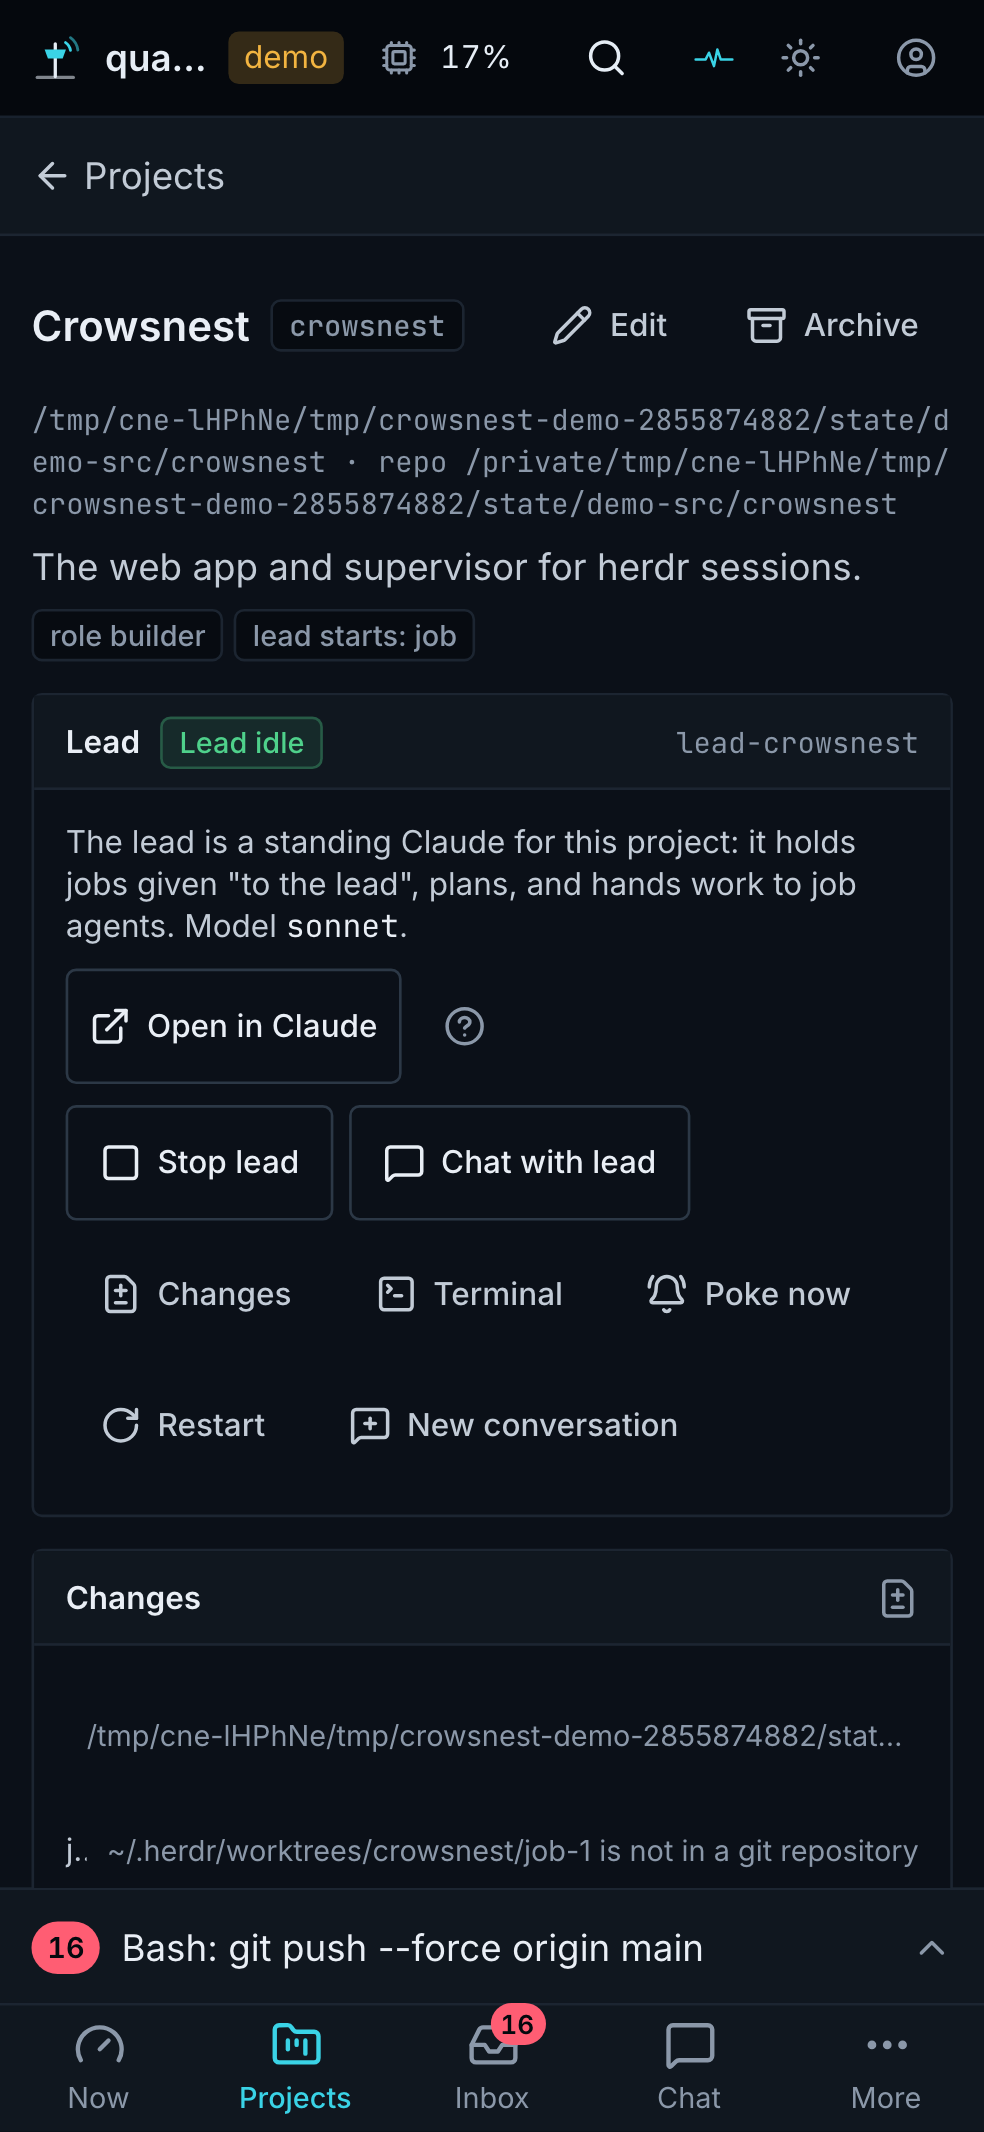 qua...
demo
17%
Projects
Crowsnest
crowsnest
Edit
Archive
/tmp/cne-lHPhNe/tmp/crowsnest-demo-2855874882/state/d
emo-src/crowsnest · repo /private/tmp/cne-lHPhNe/tmp/
crowsnest-demo-2855874882/state/demo-src/crowsnest
The web app and supervisor for herdr sessions.
role builder
lead starts: job
Lead
Lead idle
lead-crowsnest
The lead is a standing Claude for this project: it holds
jobs given "to the lead", plans, and hands work to job
agents. Model sonnet.
Open in Claude
Stop lead
Chat with lead
Changes
Terminal
Poke now
Restart
New conversation
Changes
/tmp/cne-lHPhNe/tmp/crowsnest-demo-2855874882/stat...
j.. ~/.herdr/worktrees/crowsnest/job-1 is not in a git repository
16 Bash: git push --force origin main
16
Now
Projects
Inbox
Chat
More